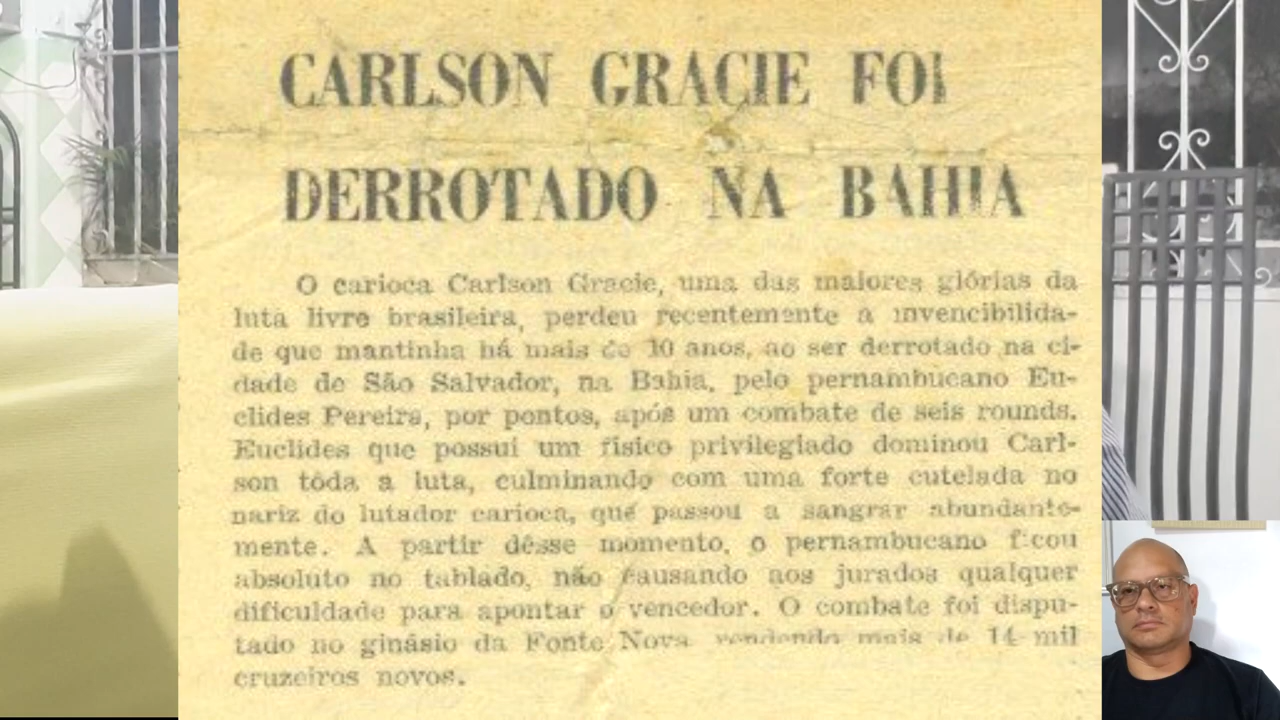 CARLSON GRACIE FOI
DERROTADO NA BAHIA
O carioca Carlson Gracie, uma das maiores glórias da
luta livre brasileira, perdeu recentemente a invencibilida-
de que mantinha há mais de 10 anos, ao ser derrotado na ci-
dade de São Salvador, na Bahia, pelo pernambucano Eu-
clides Pereira, por pontos, após um combate de seis rounds.
Euclides que possui um físico privilegiado dominou Carl-
son tôda a luta, culminando com uma forte cutelada no
nariz do lutador carioca, que passou a sangrar abundante-
mente. A partir dêsse momento, o pernambucano ficou
absoluto no tablado, não causando aos jurados qualquer
dificuldade para apontar o vencedor. O combate foi dispu-
tado no ginásio da Fonte Nova rendendo mais de 14 mil
cruzeiros novos.